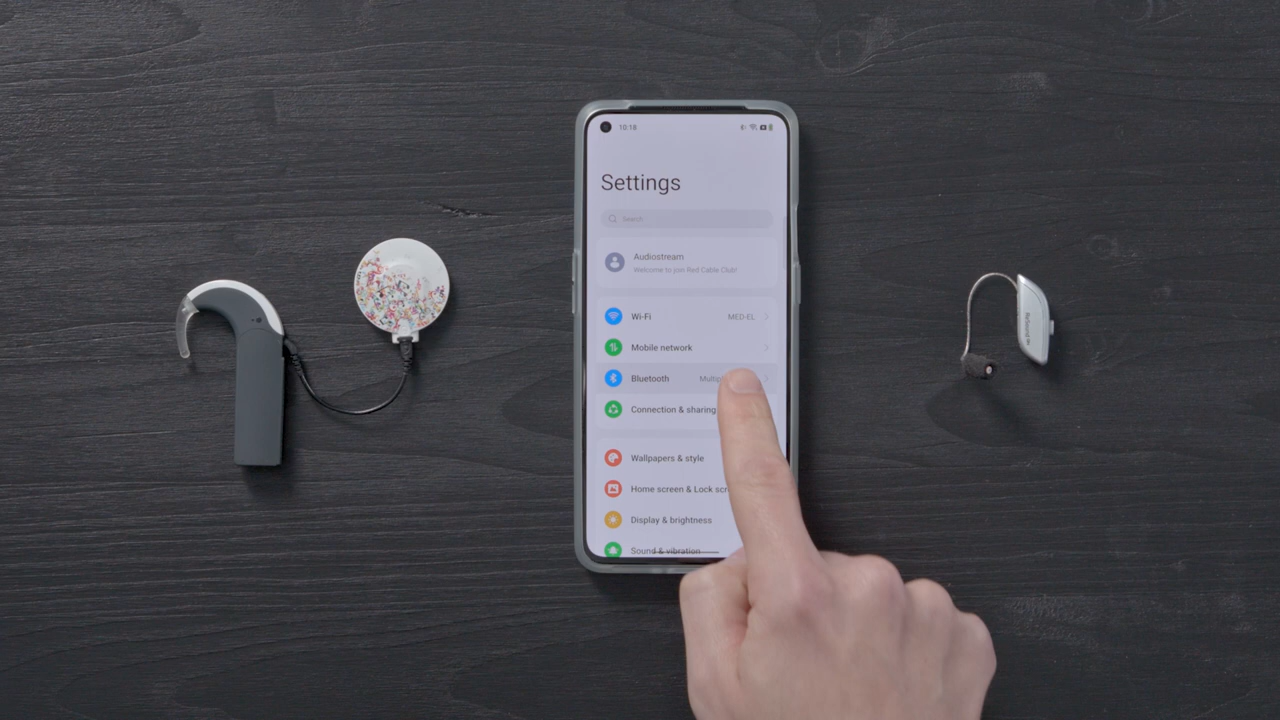 10:18
Settings
Search
Audiostream
Welcome to join Red Cable Club!
Wi-Fi MED-EL
Mobile network
Bluetooth
Connection & sharing
Wallpapers & style
Home screen & Lock
Display & brightness
Sound & vibration
ReSound